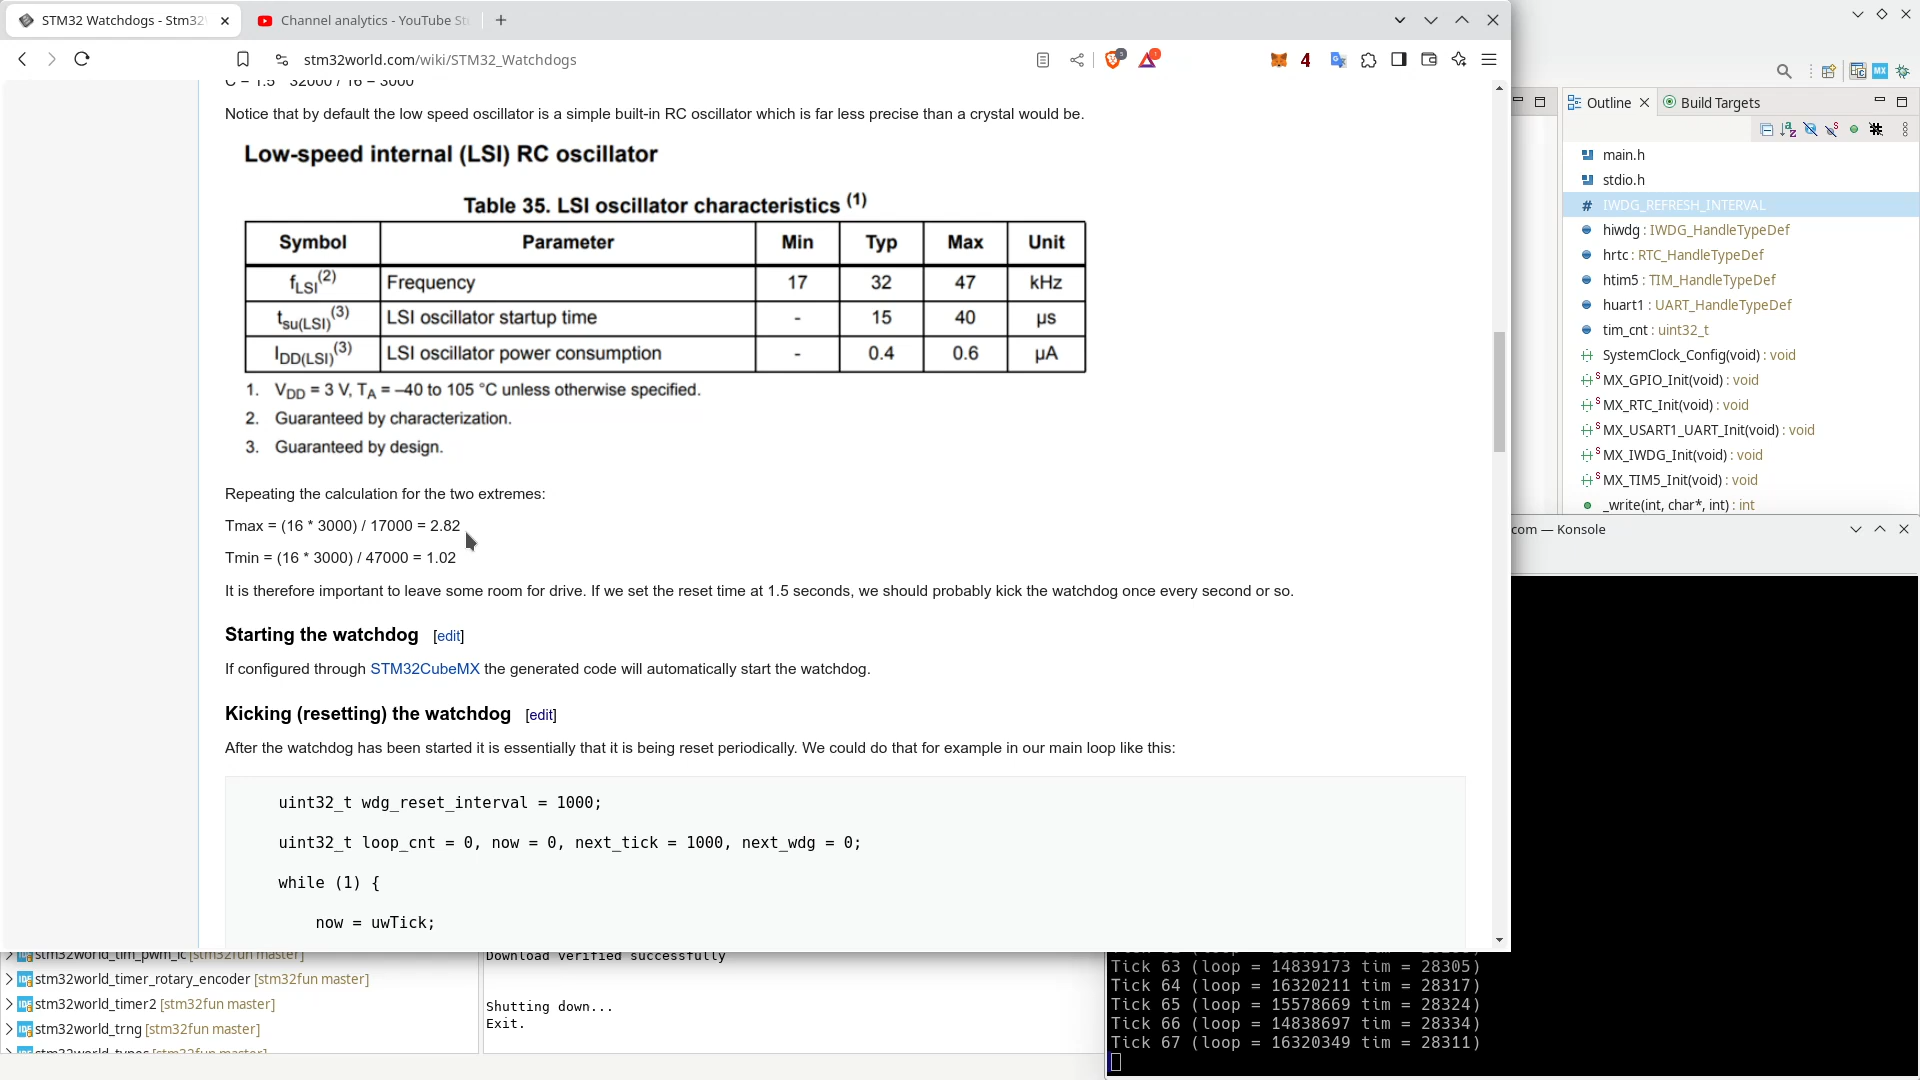 STM32 Watchdogs - Stm32
Channel analytics - YouTube St
stm32world.com/wiki/STM32_Watchdogs
C = 1.5 * 32000 / 16 = 3000
Notice that by default the low speed oscillator is a simple built-in RC oscillator which is far less precise than a crystal would be.
Low-speed internal (LSI) RC oscillator
Table 35. LSI oscillator characteristics (1)
Symbol Parameter Min Typ Max Unit
fLSI(2) Frequency 17 32 47 kHz
tsu(LSI)(3) LSI oscillator startup time - 15 40 µs
IDD(LSI)(3) LSI oscillator power consumption - 0.4 0.6 µA
1. VDD = 3 V, TA = –40 to 105 °C unless otherwise specified.
2. Guaranteed by characterization.
3. Guaranteed by design.
Repeating the calculation for the two extremes:
Tmax = (16 * 3000) / 17000 = 2.82
Tmin = (16 * 3000) / 47000 = 1.02
It is therefore important to leave some room for drive. If we set the reset time at 1.5 seconds, we should probably kick the watchdog once every second or so.
Starting the watchdog [edit]
If configured through STM32CubeMX the generated code will automatically start the watchdog.
Kicking (resetting) the watchdog [edit]
After the watchdog has been started it is essentially that it is being reset periodically. We could do that for example in our main loop like this:
uint32_t wdg_reset_interval = 1000;
uint32_t loop_cnt = 0, now = 0, next_tick = 1000, next_wdg = 0;
while (1) {
now = uwTick;
MX
Outline
Build Targets
main.h
stdio.h
# IWDG_REFRESH_INTERVAL
hiwdg : IWDG_HandleTypeDef
hrtc : RTC_HandleTypeDef
htim5 : TIM_HandleTypeDef
huart1 : UART_HandleTypeDef
tim_cnt : uint32_t
SystemClock_Config(void) : void
MX_GPIO_Init(void) : void
MX_RTC_Init(void) : void
MX_USART1_UART_Init(void) : void
MX_IWDG_Init(void) : void
MX_TIM5_Init(void) : void
_write(int, char*, int) : int
com — Konsole
stm32world_tim_pwm_ic [stm32fun master]
stm32world_timer_rotary_encoder [stm32fun master]
stm32world_timer2 [stm32fun master]
stm32world_trng [stm32fun master]
stm32world_types [stm32fun master]
Download verified successfully
Shutting down...
Exit.
Tick 63 (loop = 14839173 tim = 28305)
Tick 64 (loop = 16320211 tim = 28317)
Tick 65 (loop = 15578669 tim = 28324)
Tick 66 (loop = 14838697 tim = 28334)
Tick 67 (loop = 16320349 tim = 28311)